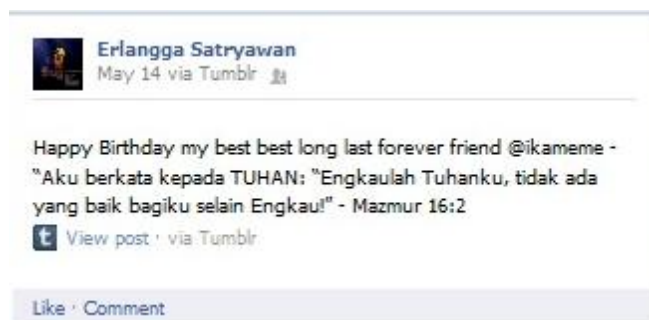 Erlangga Satryawan
May 14 via Tumblr
Happy Birthday my best best long last forever friend @ikameme -
"Aku berkata kepada TUHAN: "Engkaulah Tuhanku, tidak ada
yang baik bagiku selain Engkau!" - Mazmur 16:2
t View post · via Tumblr
Like · Comment